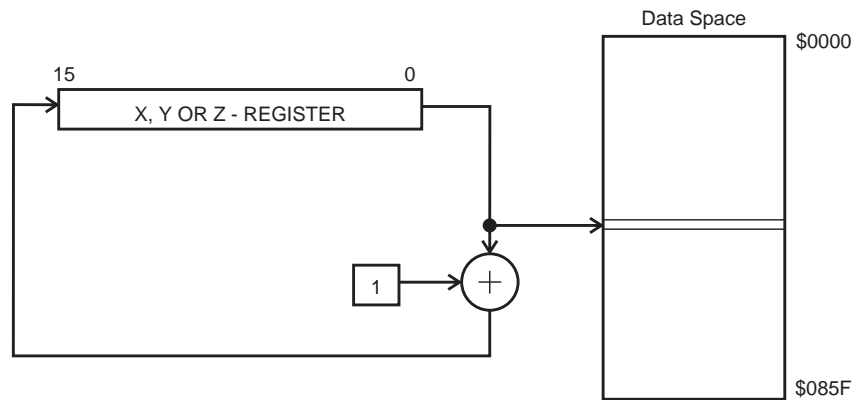 Data Space
$0000
15
0
X, Y OR Z - REGISTER
1
+
$085F